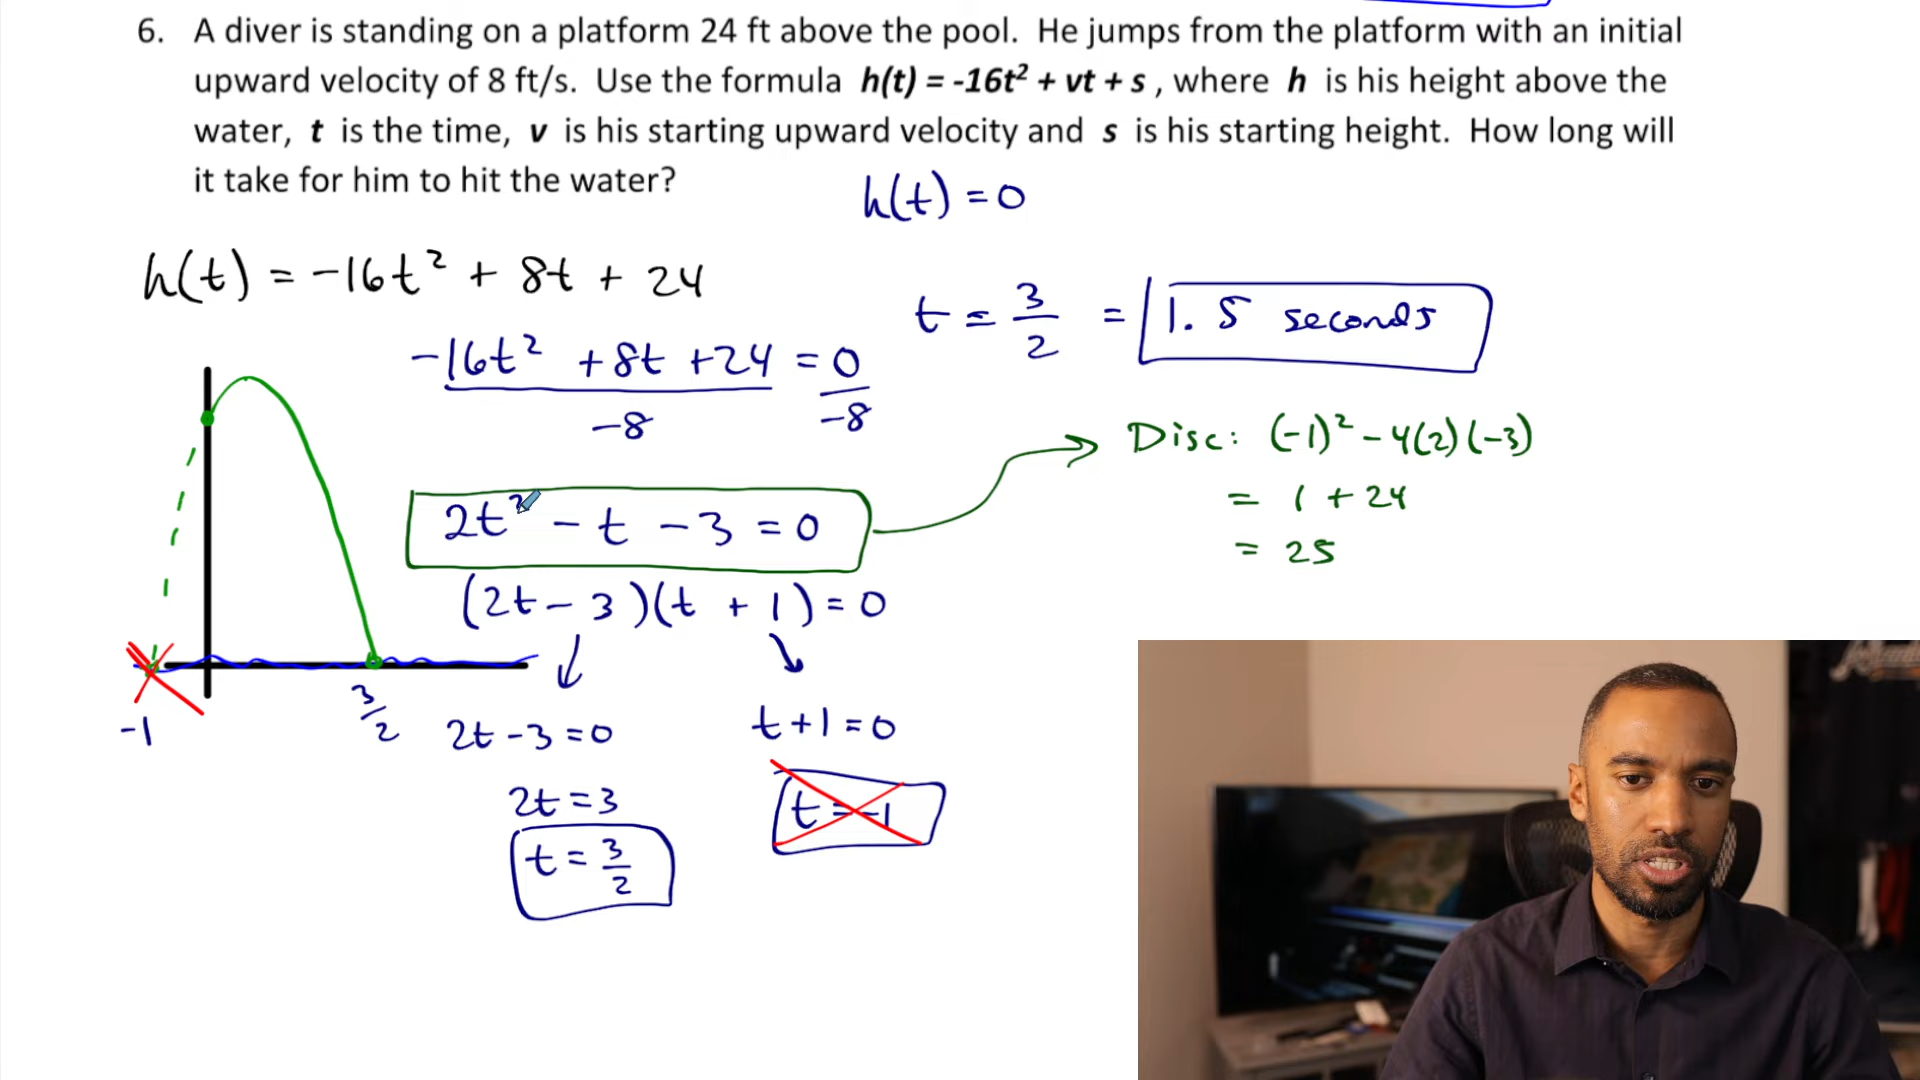 6. A diver is standing on a platform 24 ft above the pool. He jumps from the platform with an initial
upward velocity of 8 ft/s. Use the formula h(t) = -16t² + vt + s , where h is his height above the
water, t is the time, v is his starting upward velocity and s is his starting height. How long will
it take for him to hit the water?
h(t) = 0
h(t) = -16t² + 8t + 24
t = 3/2 = 1.5 seconds
-16t² + 8t + 24 = 0
-8 -8
Disc: (-1)² - 4(2)(-3)
= 1 + 24
= 25
2t² - t - 3 = 0
(2t - 3)(t + 1) = 0
-1
3/2
2t - 3 = 0
t + 1 = 0
2t = 3
t = -1
t = 3/2